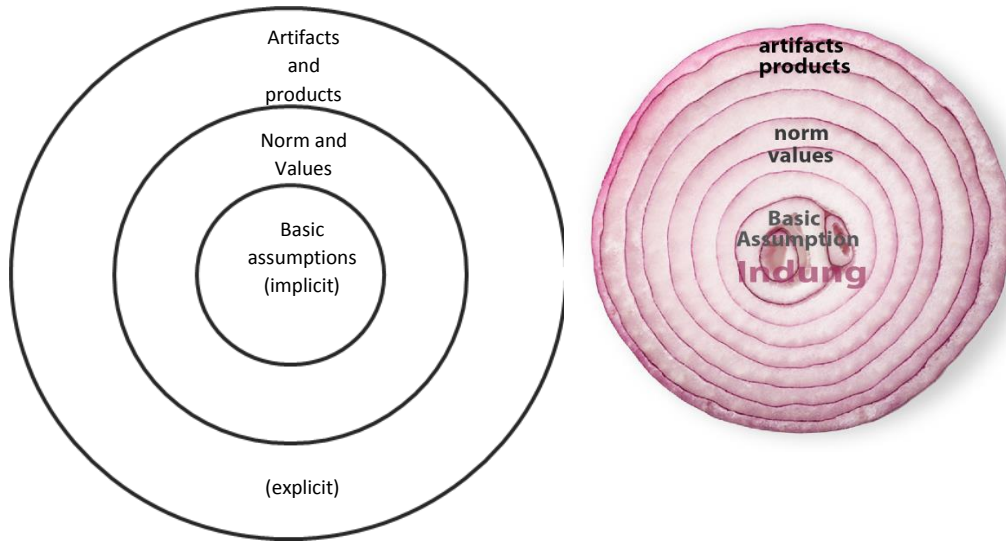 Artifacts
and
products
Norm and
Values
Basic
assumptions
(implicit)
(explicit)
artifacts
products
norm
values
Basic
Assumption
Indung